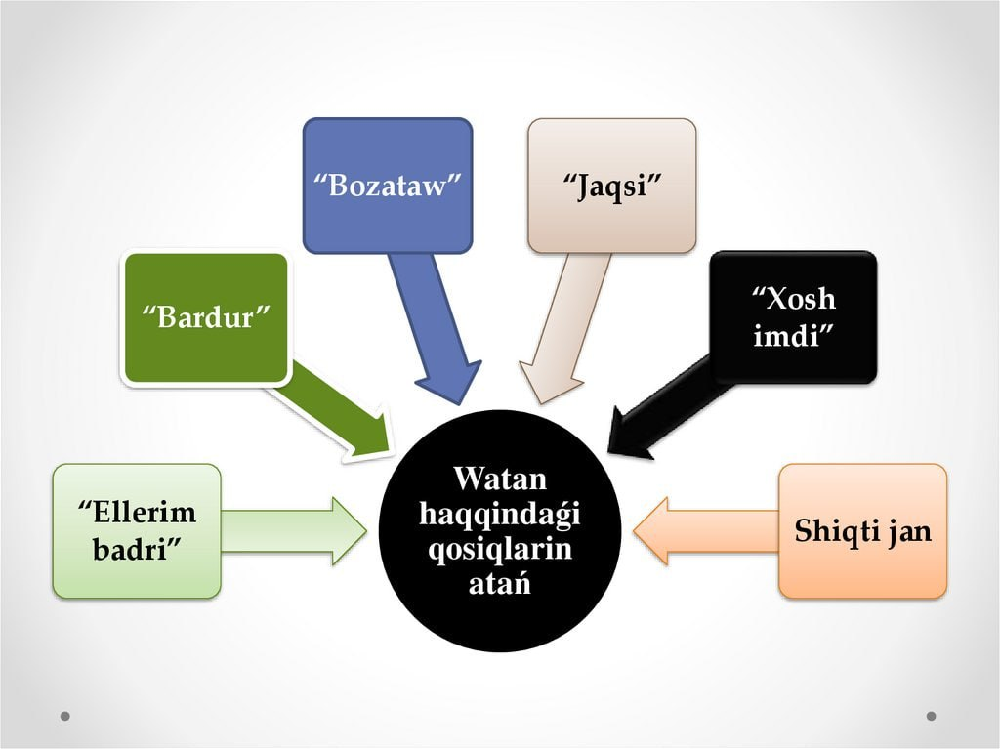 “Bozataw”
“Jaqsi”
“Bardur”
“Xosh
imdi”
“Ellerim
badri”
Watan
haqqindaǵi
qosiqlarin
atań
Shiqti jan